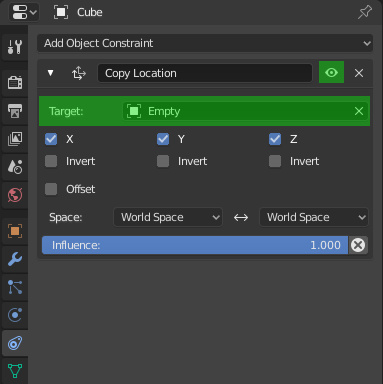 Cube
Add Object Constraint
Copy Location
Target: Empty
X Y Z
Invert Invert Invert
Offset
Space: World Space World Space
Influence: 1.000